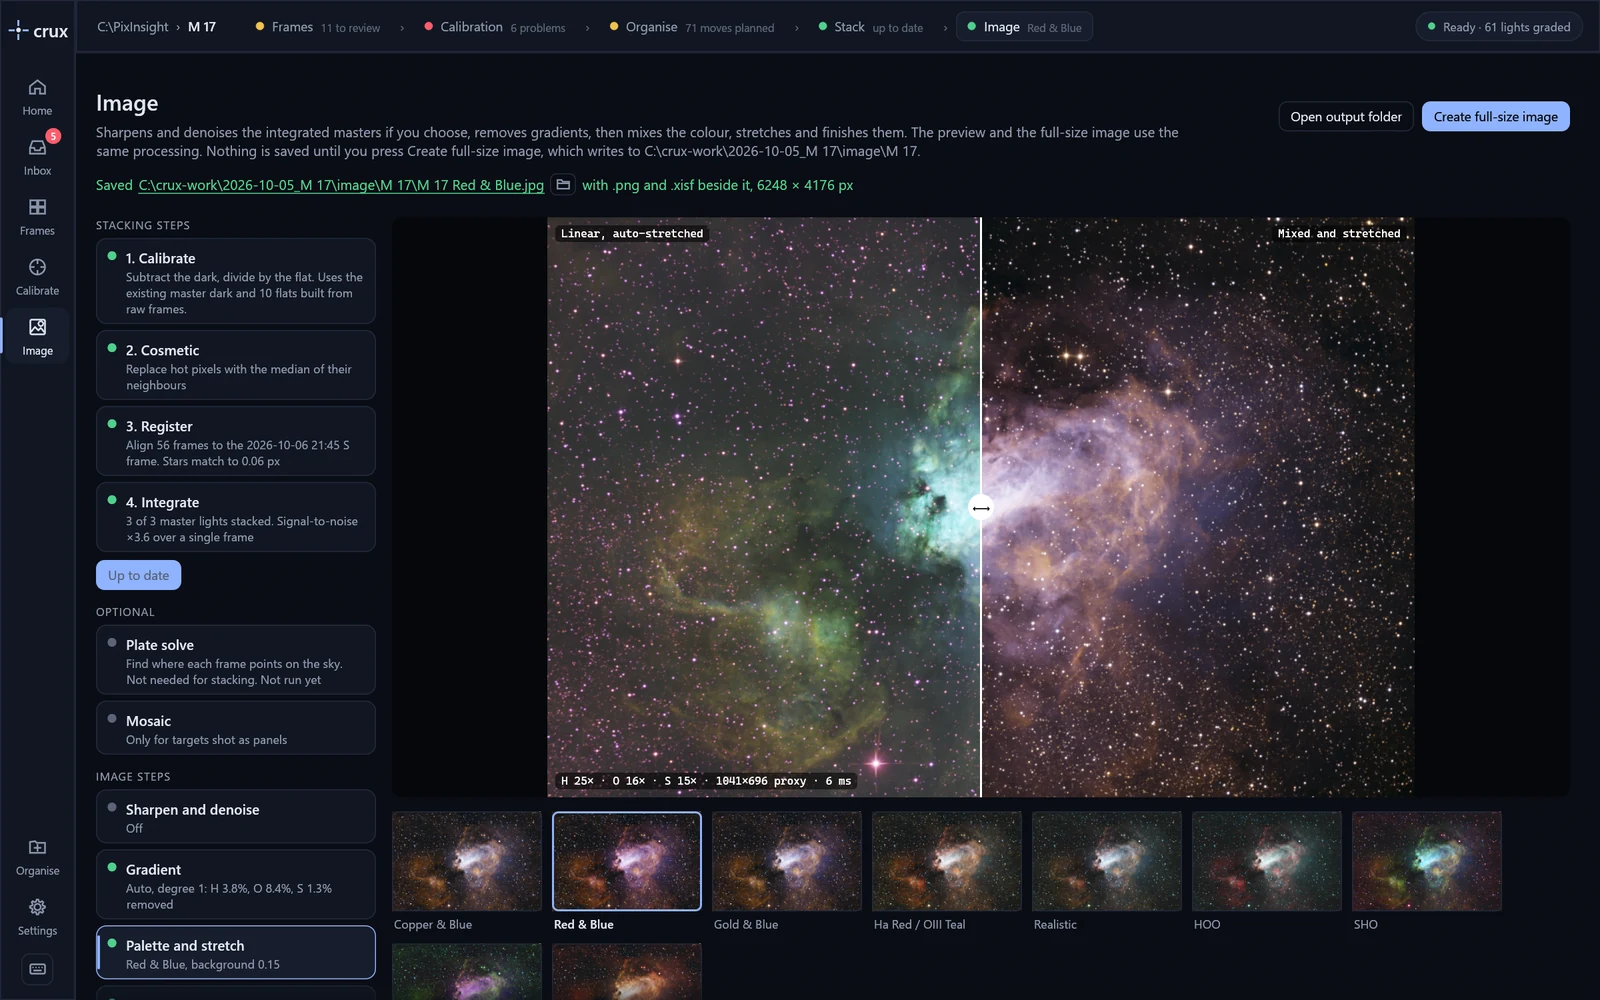 crux
C:\PixInsight › M 17
Frames 11 to review
›
Calibration 6 problems
›
Organise 71 moves planned
›
Stack up to date
›
Image Red & Blue
Ready · 61 lights graded
Home
5
Inbox
Frames
Calibrate
Image
Organise
Settings
Image
Sharpens and denoises the integrated masters if you choose, removes gradients, then mixes the colour, stretches and finishes them. The preview and the full-size image use the
same processing. Nothing is saved until you press Create full-size image, which writes to C:\crux-work\2026-10-05_M 17\image\M 17.
Open output folder
Create full-size image
Saved C:\crux-work\2026-10-05_M 17\image\M 17\M 17 Red & Blue.jpg with .png and .xisf beside it, 6248 × 4176 px
STACKING STEPS
1. Calibrate
Subtract the dark, divide by the flat. Uses the
existing master dark and 10 flats built from
raw frames.
2. Cosmetic
Replace hot pixels with the median of their
neighbours
3. Register
Align 56 frames to the 2026-10-06 21:45 S
frame. Stars match to 0.06 px
4. Integrate
3 of 3 master lights stacked. Signal-to-noise
×3.6 over a single frame
Up to date
OPTIONAL
Plate solve
Find where each frame points on the sky.
Not needed for stacking. Not run yet
Mosaic
Only for targets shot as panels
IMAGE STEPS
Sharpen and denoise
Off
Gradient
Auto, degree 1: H 3.8%, O 8.4%, S 1.3%
removed
Palette and stretch
Red & Blue, background 0.15
Linear, auto-stretched
Mixed and stretched
H 25× · O 16× · S 15× · 1041×696 proxy · 6 ms
Copper & Blue
Red & Blue
Gold & Blue
Ha Red / OIII Teal
Realistic
HOO
SHO